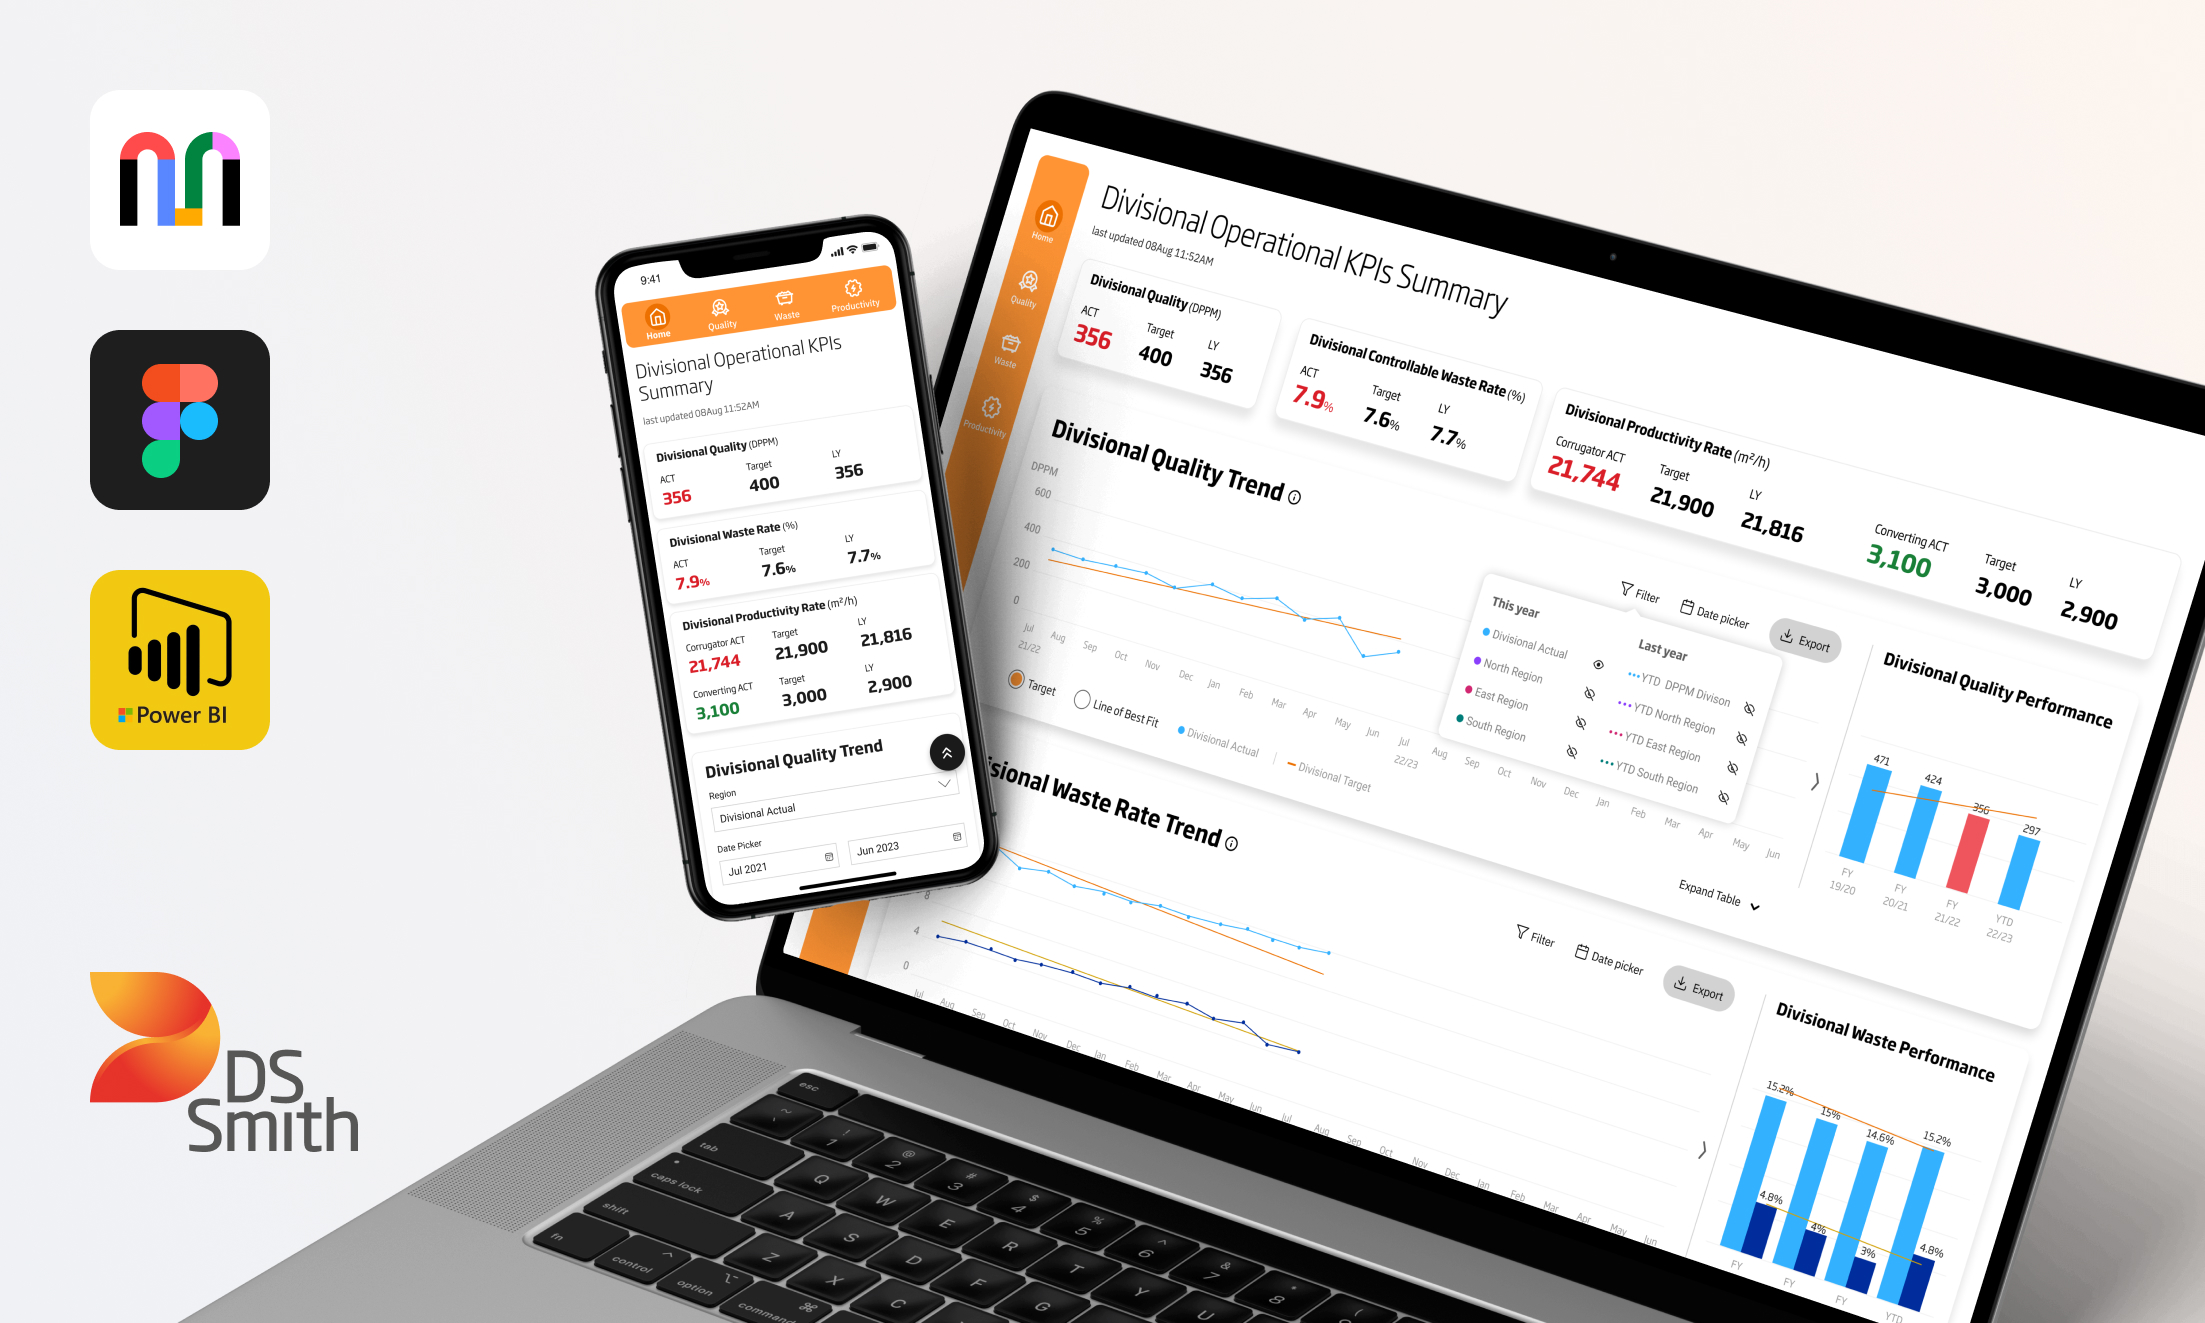 Power BI
DS
Smith
9:41
Home
Quality
Waste
Productivity
Divisional Operational KPIs
Summary
last updated 08Aug 11:52AM
Divisional Quality (DPPM)
ACT
Target
LY
356
400
356
Divisional Waste Rate (%)
ACT
Target
LY
7.9%
7.6%
7.7%
Divisional Productivity Rate (m²/h)
Corrugator ACT
Target
LY
21,744
21,900
21,816
Converting ACT
Target
LY
3,100
3,000
2,900
Divisional Quality Trend
Region
Divisional Actual
Date Picker
Jul 2021
Jun 2023
Home
Quality
Waste
Productivity
Divisional Operational KPIs Summary
last updated 08Aug 11:52AM
Divisional Quality (DPPM)
ACT
Target
LY
356
400
356
Divisional Controllable Waste Rate (%)
ACT
Target
LY
7.9%
7.6%
7.7%
Divisional Productivity Rate (m²/h)
Corrugator ACT
Target
LY
21,744
21,900
21,816
Converting ACT
Target
LY
3,100
3,000
2,900
Divisional Quality Trend
DPPM
600
400
200
0
Jul Aug Sep Oct Nov Dec Jan Feb Mar Apr May Jun Jul Aug Sep Oct Nov Dec Jan Feb Mar Apr May Jun
21/22
22/23
Filter
Date picker
Export
This year
Divisional Actual
North Region
East Region
South Region
Last year
YTD DPPM Divison
YTD North Region
YTD East Region
YTD South Region
Target
Line of Best Fit
Divisional Actual
Divisional Target
Expand Table
Divisional Quality Performance
471
424
356
297
FY
19/20
FY
20/21
FY
21/22
YTD
22/23
sional Waste Rate Trend
Filter
Date picker
Export
8
4
0
Jul Aug Sep Oct Nov Dec Jan Feb Mar Apr May Jun Jul Aug Sep Oct Nov Dec Jan Feb Mar Apr May Jun
Divisional Waste Performance
15.2%
15%
14.6%
15.2%
4.8%
4%
3%
4.8%
FY
FY
FY
YTD
esc
~
! 1
@ 2
# 3
$ 4
% 5
^ 6
& 7
* 8
(
tab
Q W E R T Y U
caps lock
A S D F G
shift
Z X C
fn
control
option
command